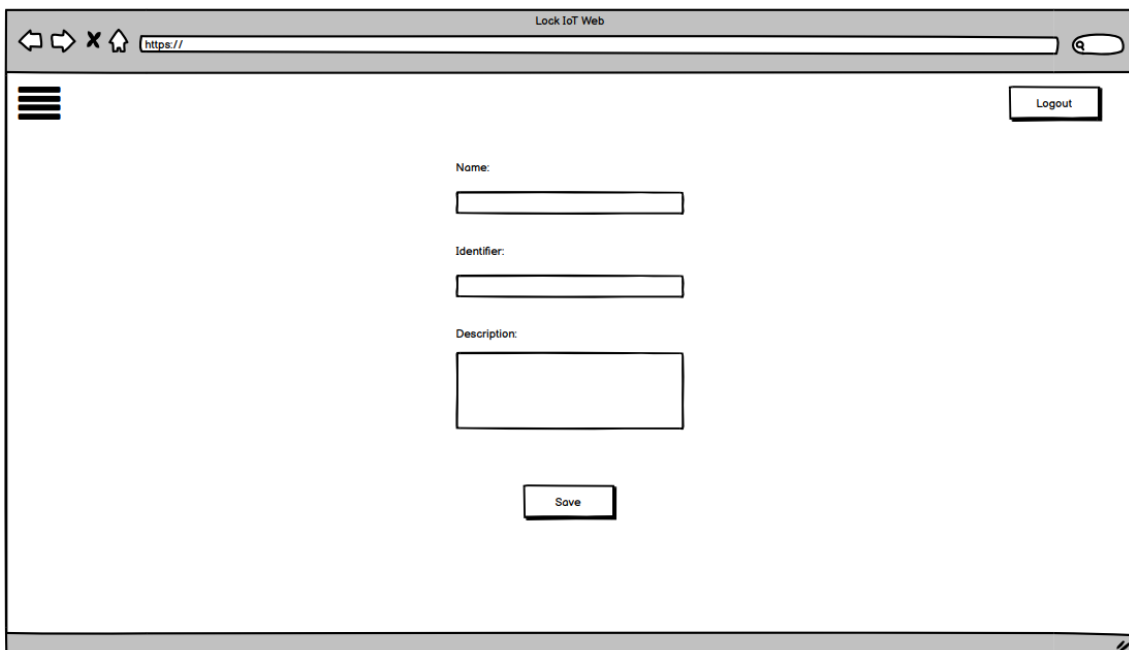 Lock IoT Web
https://
Logout
Name:
Identifier:
Description:
Save